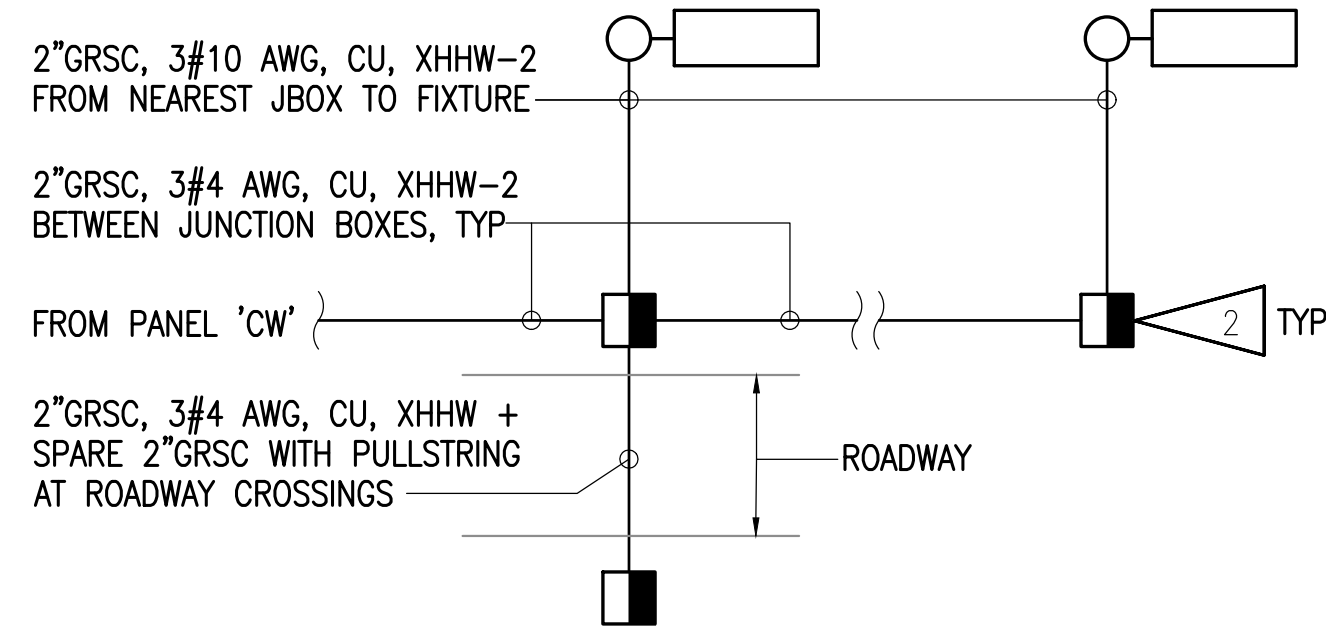 2"GRSC, 3#10 AWG, CU, XHHW-2
FROM NEAREST JBOX TO FIXTURE
2"GRSC, 3#4 AWG, CU, XHHW-2
BETWEEN JUNCTION BOXES, TYP
FROM PANEL 'CW'
2 TYP
2"GRSC, 3#4 AWG, CU, XHHW +
SPARE 2"GRSC WITH PULLSTRING
AT ROADWAY CROSSINGS
ROADWAY